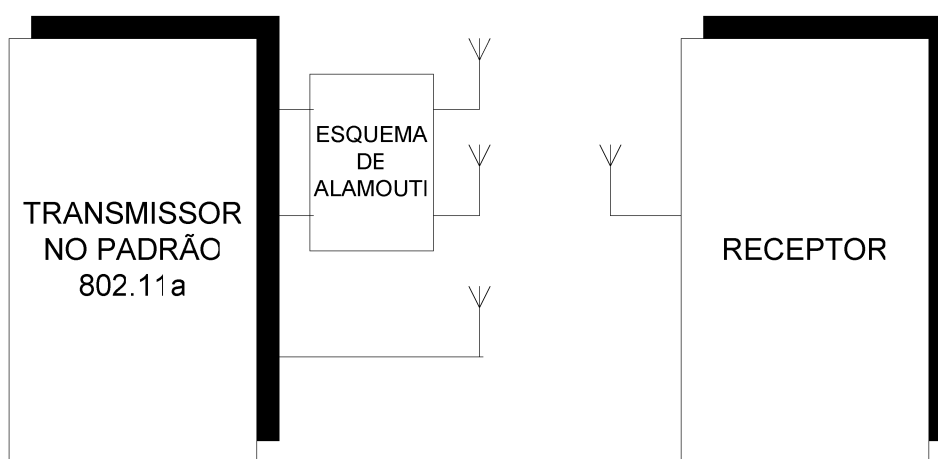 TRANSMISSOR
NO PADRÃO
802.11a
ESQUEMA
DE
ALAMOUTI
RECEPTOR